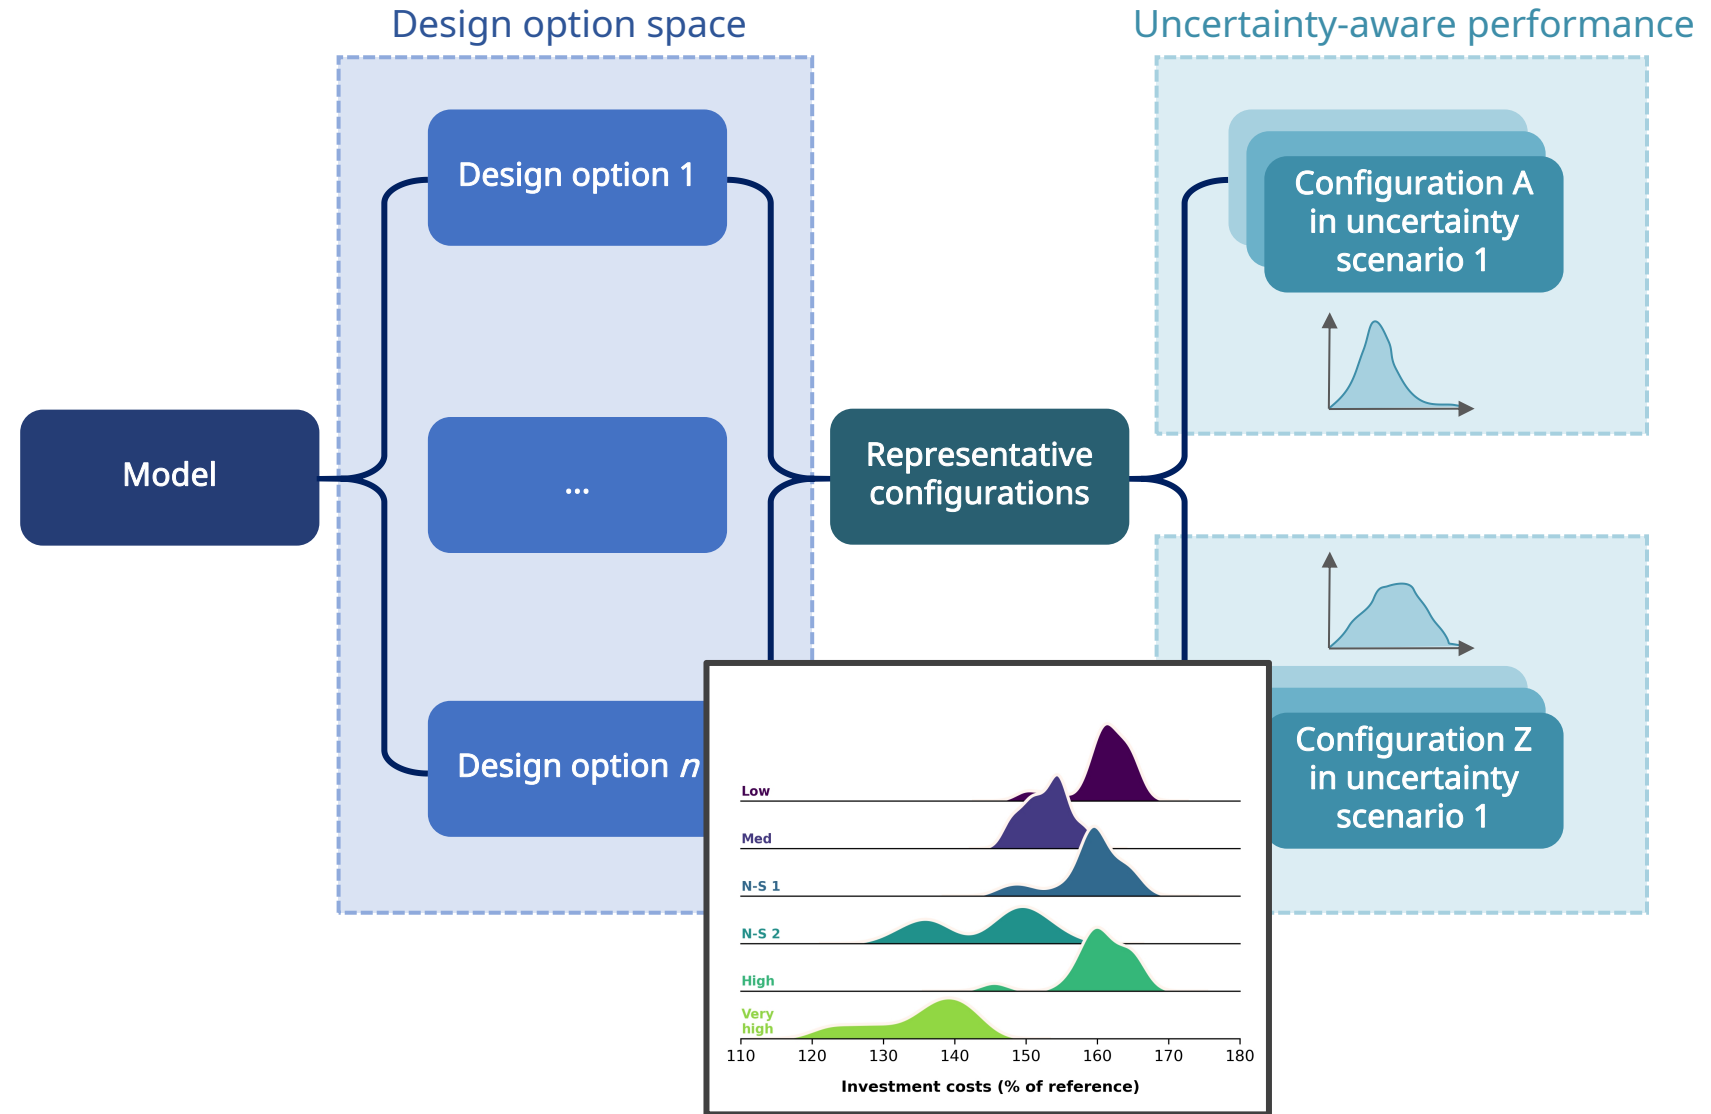 Design option space
Uncertainty-aware performance
Design option 1
Configuration A
in uncertainty
scenario 1
Model
...
Representative
configurations
Design option n
Configuration Z
in uncertainty
scenario 1
Low
Med
N-S 1
N-S 2
High
Very
high
110 120 130 140 150 160 170 180
Investment costs (% of reference)